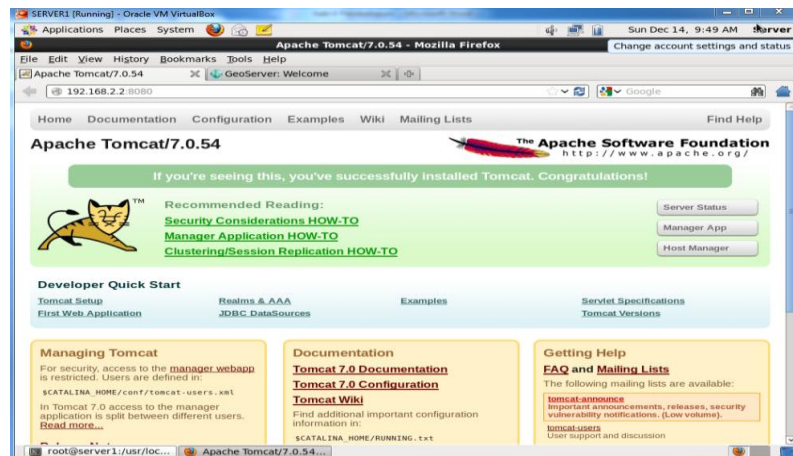 SERVER1 [Running] - Oracle VM VirtualBox
Applications Places System Sun Dec 14, 9:49 AM
Apache Tomcat/7.0.54 - Mozilla Firefox
Change account settings and status
File Edit View History Bookmarks Tools Help
Apache Tomcat/7.0.54 GeoServer: Welcome
192.168.2.2:8080 Google
Home Documentation Configuration Examples Wiki Mailing Lists Find Help
Apache Tomcat/7.0.54
The Apache Software Foundation
http://www.apache.org/
If you're seeing this, you've successfully installed Tomcat. Congratulations!
TM
Recommended Reading:
Security Considerations HOW-TO
Manager Application HOW-TO
Clustering/Session Replication HOW-TO
Server Status
Manager App
Host Manager
Developer Quick Start
Tomcat Setup
First Web Application
Realms & AAA
JDBC DataSources
Examples
Servlet Specifications
Tomcat Versions
Managing Tomcat
For security, access to the manager webapp
is restricted. Users are defined in:
$CATALINA_HOME/conf/tomcat-users.xml
In Tomcat 7.0 access to the manager
application is split between different users.
Read more...
Documentation
Tomcat 7.0 Documentation
Tomcat 7.0 Configuration
Tomcat Wiki
Find additional important configuration
information in:
$CATALINA_HOME/RUNNING.txt
Getting Help
FAQ and Mailing Lists
The following mailing lists are available:
tomcat-announce
Important announcements, releases, security
vulnerability notifications. (Low volume).
tomcat-users
User support and discussion
root@server1:/usr/loc... Apache Tomcat/7.0.54...